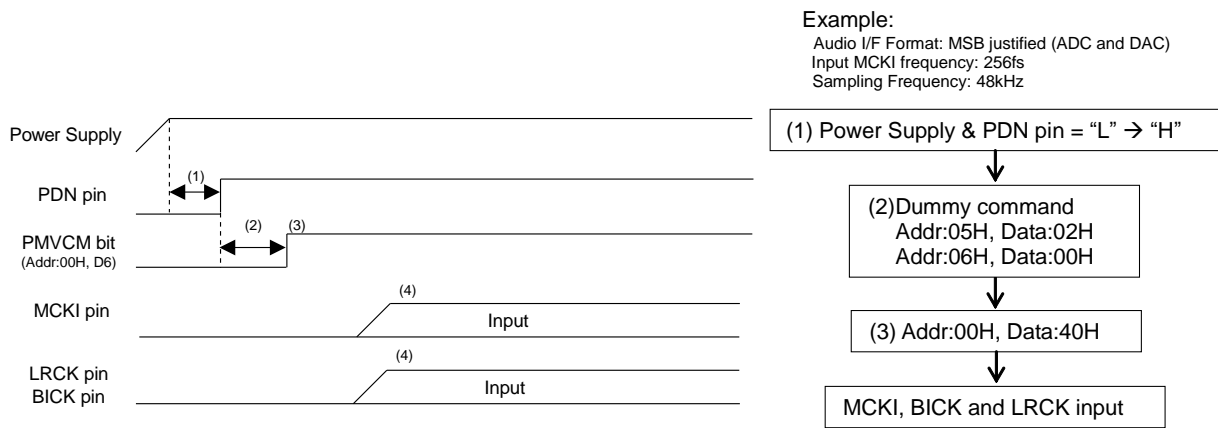 Example:
Audio I/F Format: MSB justified (ADC and DAC)
Input MCKI frequency: 256fs
Sampling Frequency: 48kHz
Power Supply
(1)
PDN pin
(2)
(3)
PMVCM bit
(Addr:00H, D6)
(4)
MCKI pin
Input
(4)
LRCK pin
BICK pin
Input
(1) Power Supply & PDN pin = “L” → “H”
(2)Dummy command
Addr:05H, Data:02H
Addr:06H, Data:00H
(3) Addr:00H, Data:40H
MCKI, BICK and LRCK input